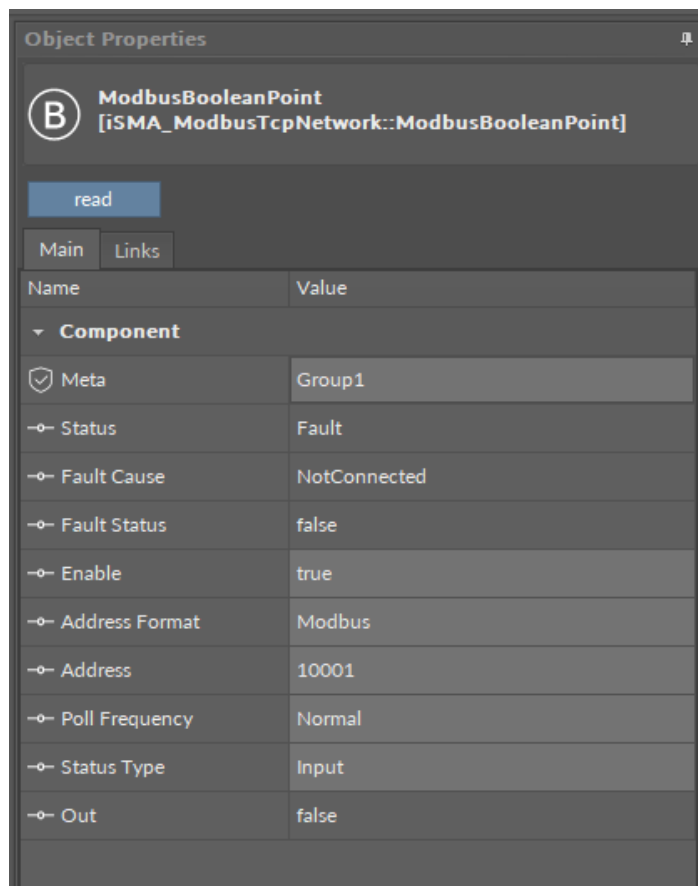 Object Properties
B
ModbusBooleanPoint
[iSMA_ModbusTcpNetwork::ModbusBooleanPoint]
read
Main Links
Name Value
Component
Meta Group1
Status Fault
Fault Cause NotConnected
Fault Status false
Enable true
Address Format Modbus
Address 10001
Poll Frequency Normal
Status Type Input
Out false